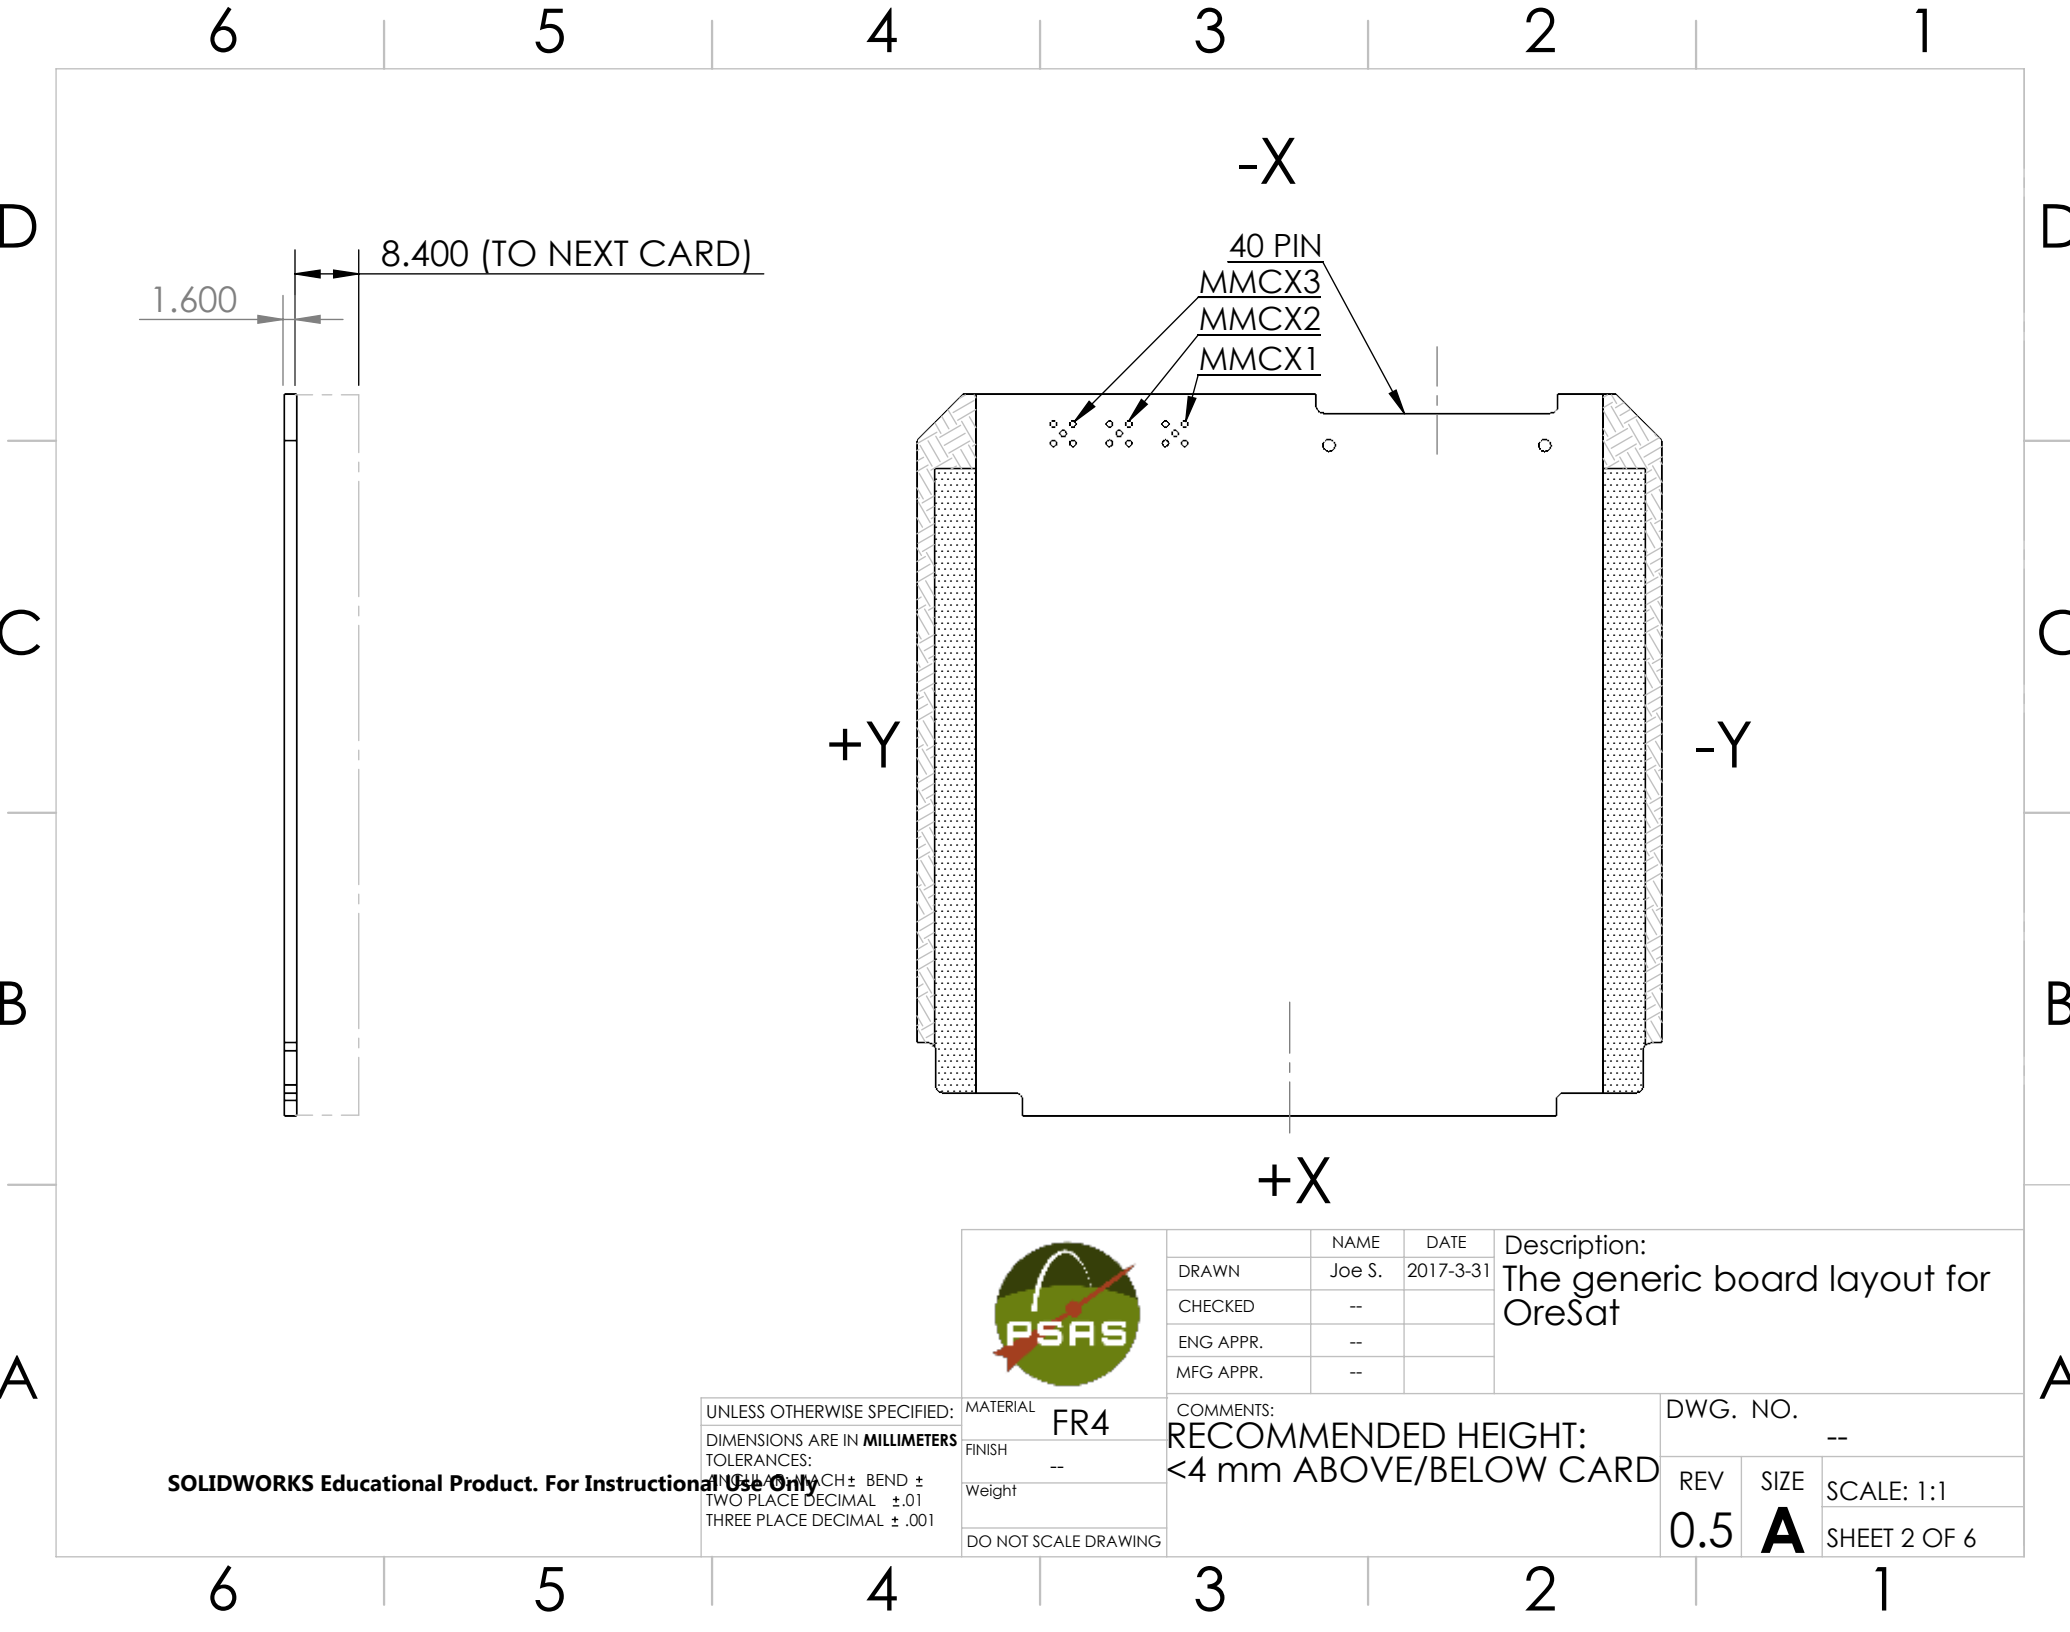 6 5 4 3 2 1
D D
C C
B B
A A
-X
8.400 (TO NEXT CARD)
1.600
40 PIN
MMCX3
MMCX2
MMCX1
+Y
-Y
+X
PSAS
NAME DATE
DRAWN Joe S. 2017-3-31
CHECKED --
ENG APPR. --
MFG APPR. --
Description:
The generic board layout for
OreSat
UNLESS OTHERWISE SPECIFIED:
DIMENSIONS ARE IN MILLIMETERS
TOLERANCES:
ANGULAR: MACH± BEND ±
TWO PLACE DECIMAL ±.01
THREE PLACE DECIMAL ± .001
SOLIDWORKS Educational Product. For Instructional Use Only
MATERIAL
FR4
FINISH
--
Weight
DO NOT SCALE DRAWING
COMMENTS:
RECOMMENDED HEIGHT:
<4 mm ABOVE/BELOW CARD
DWG. NO.
--
REV
0.5
SIZE
A
SCALE: 1:1
SHEET 2 OF 6
6 5 4 3 2 1